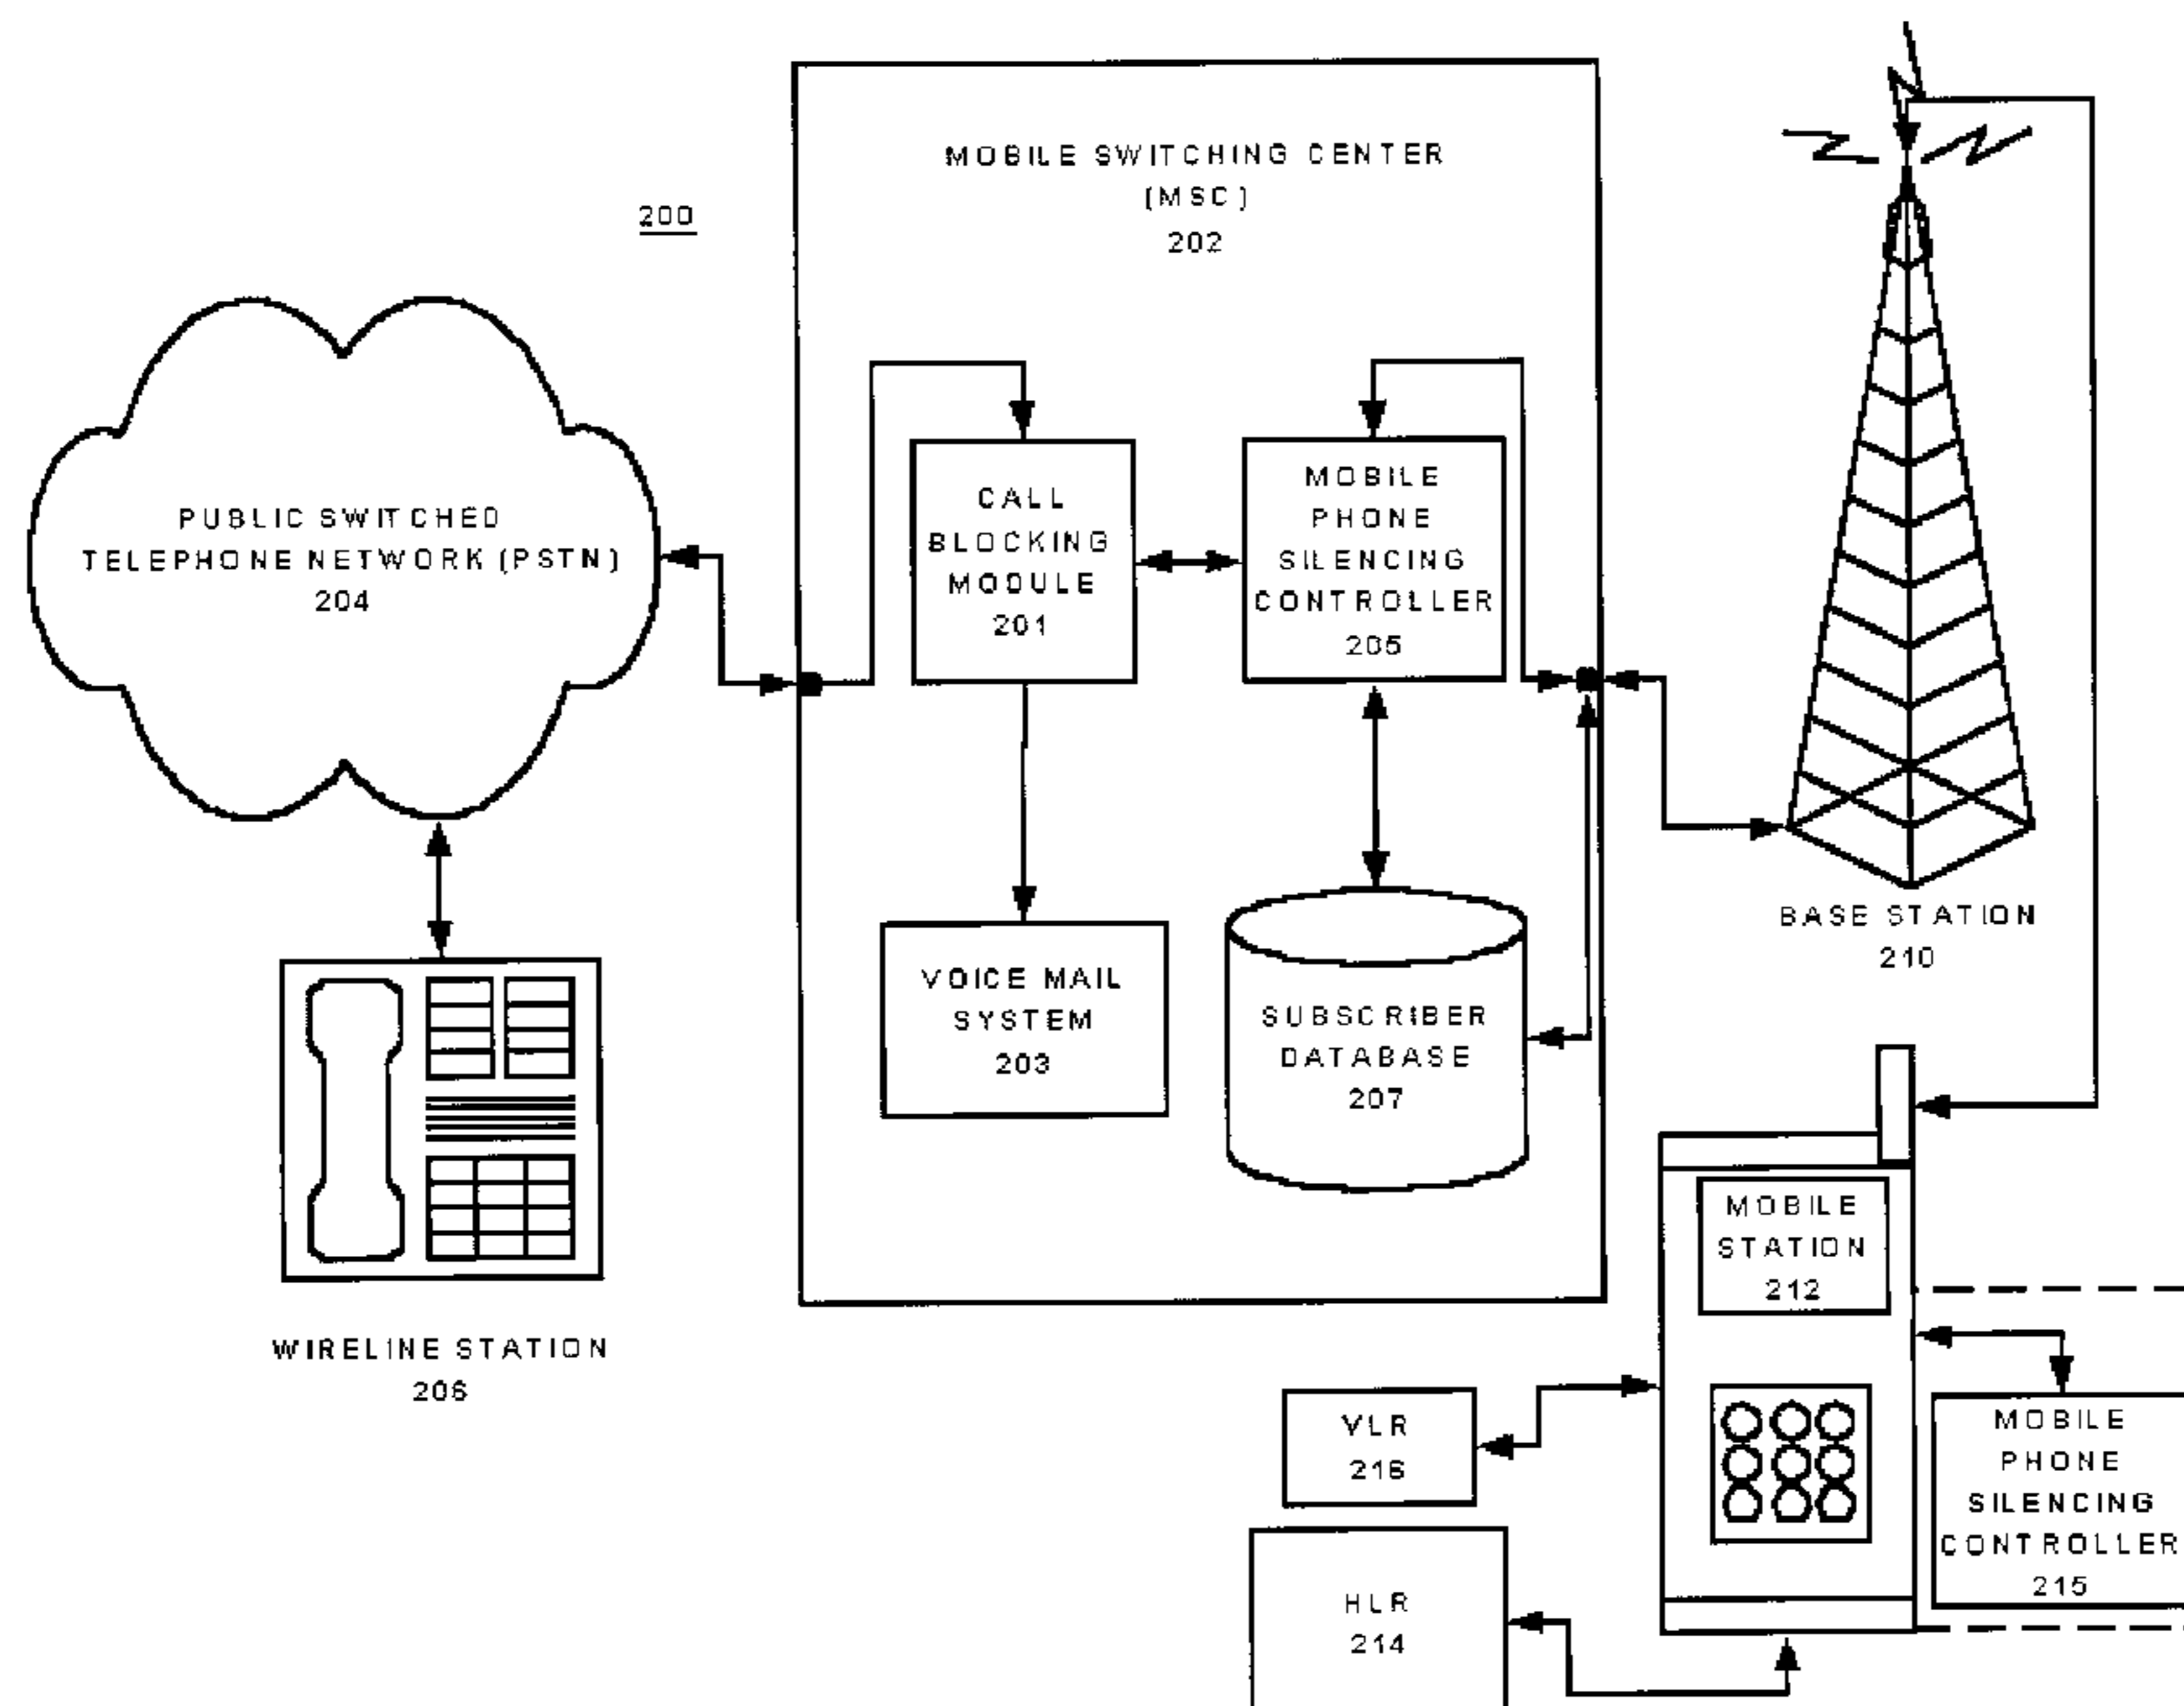 200
MOBILE SWITCHING CENTER
(MSC)
202
PUBLIC SWITCHED
TELEPHONE NETWORK (PSTN)
204
CALL
BLOCKING
MODULE
201
MOBILE
PHONE
SILENCING
CONTROLLER
205
VOICE MAIL
SYSTEM
203
SUBSCRIBER
DATABASE
207
BASE STATION
210
WIRELINE STATION
206
MOBILE
STATION
212
VLR
216
HLR
214
MOBILE
PHONE
SILENCING
CONTROLLER
215